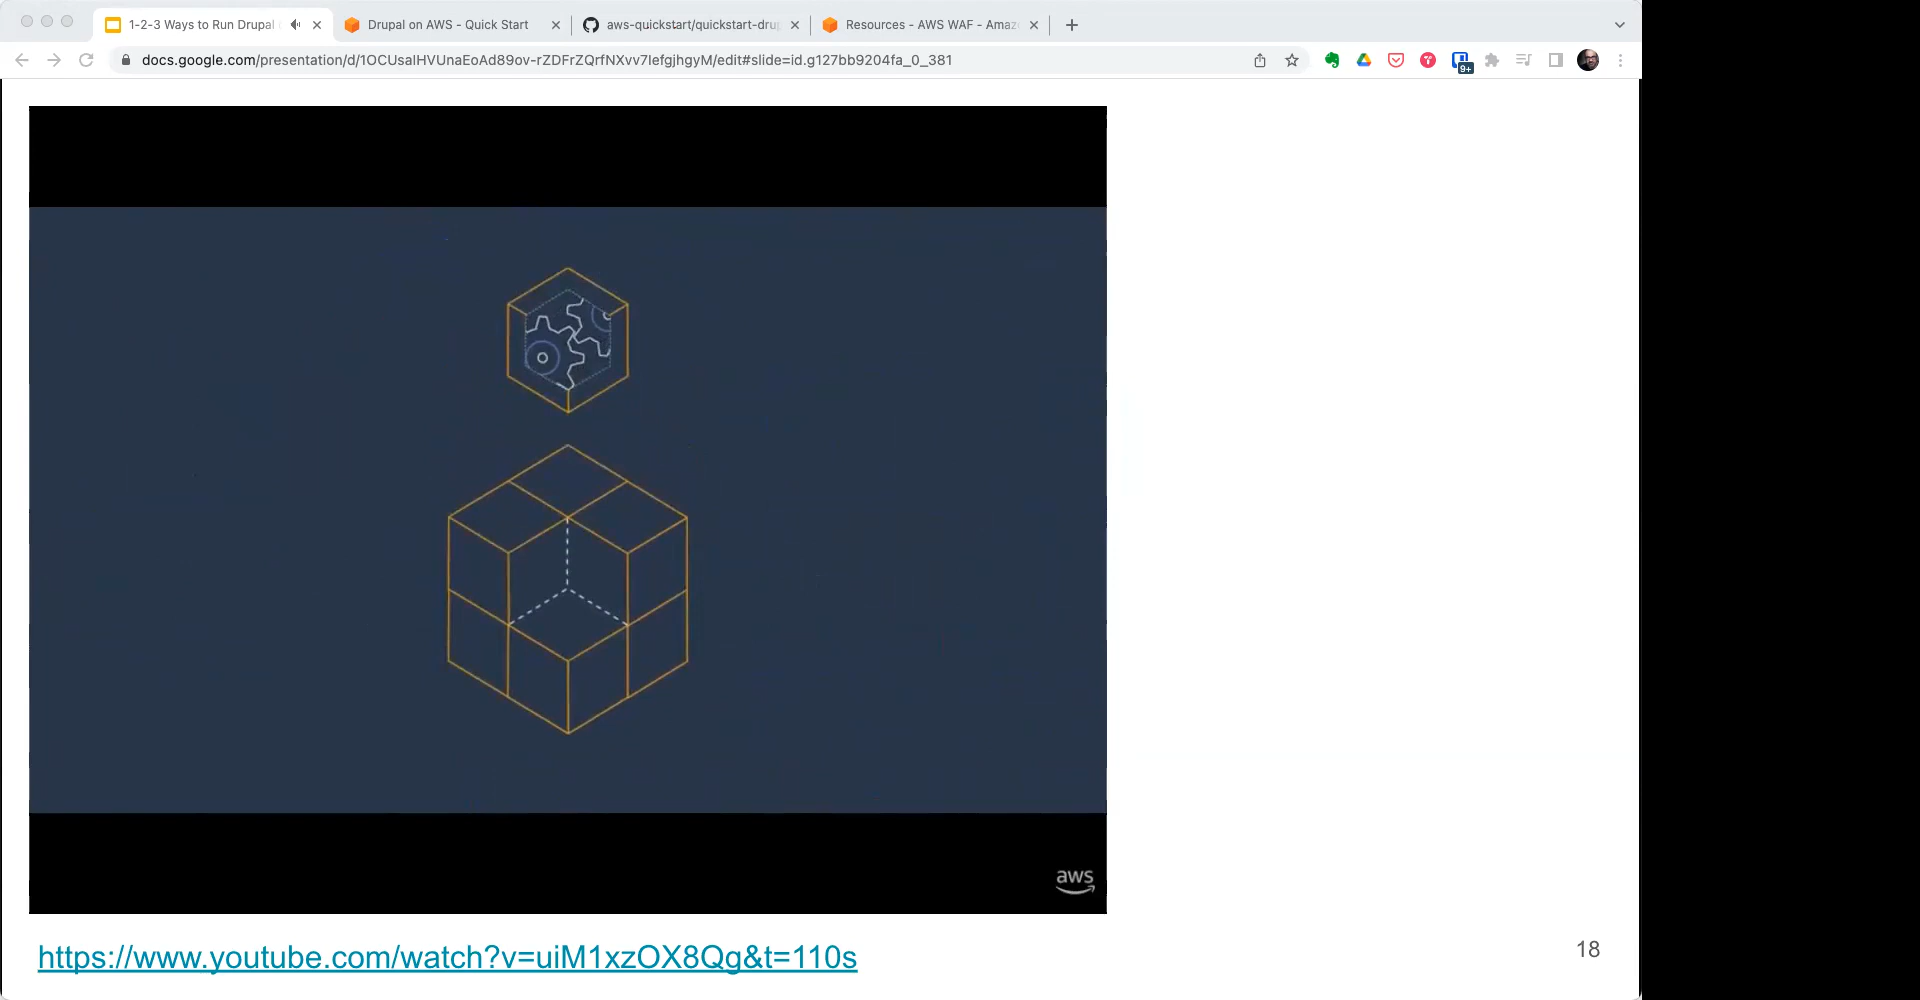 1-2-3 Ways to Run Drupal
Drupal on AWS - Quick Start
aws-quickstart/quickstart-dru
Resources - AWS WAF - Amaz
docs.google.com/presentation/d/1OCUsalHVUnaEoAd89ov-rZDFrZQrfNXvv7lefgjhgyM/edit#slide=id.g127bb9204fa_0_381
9+
aws
https://www.youtube.com/watch?v=uiM1xzOX8Qg&t=110s
18